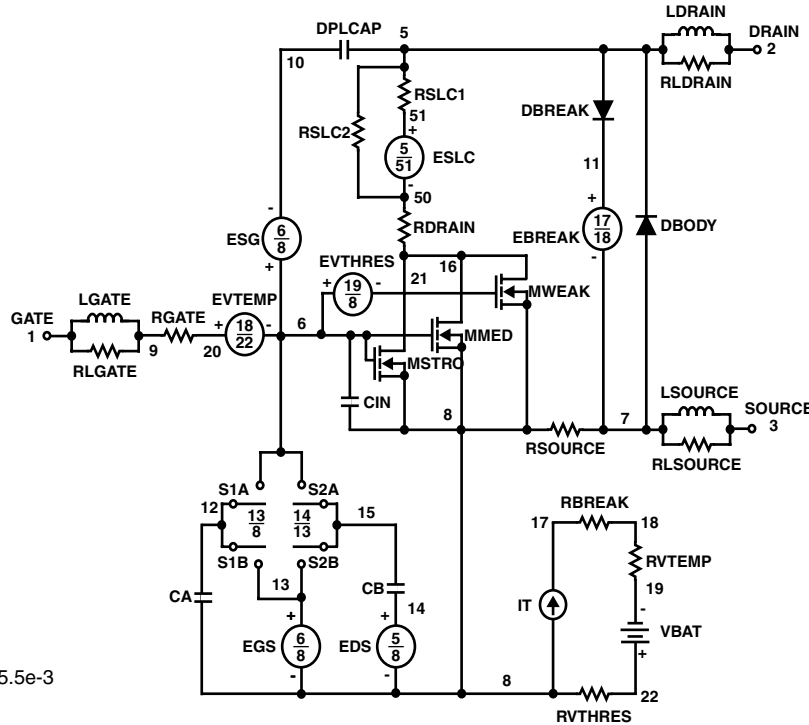 LDRAIN
DPLCAP 5 DRAIN
10 2
RLDRAIN
RSLC1
DBREAK
51
RSLC2
+
5
51
ESLC
11
-
50
+
-
17
18
6
8
ESG
RDRAIN
EBREAK
DBODY
+
EVTHRES
16
-
21
+ 19
8
-
MWEAK
LGATE
EVTEMP
GATE
RGATE
+ 18
22
-
6
MMED
1
9
20
MSTRO
RLGATE
LSOURCE
CIN
8
7
SOURCE
3
RSOURCE
RLSOURCE
S1A
S2A
12
13
8
14
13
15
RBREAK
17
18
S1B
S2B
RVTEMP
13
CB
19
CA
14
IT
-
+
+
VBAT
EGS
6
8
EDS
5
8
+
-
-
8
22
5.5e-3
RVTHRES